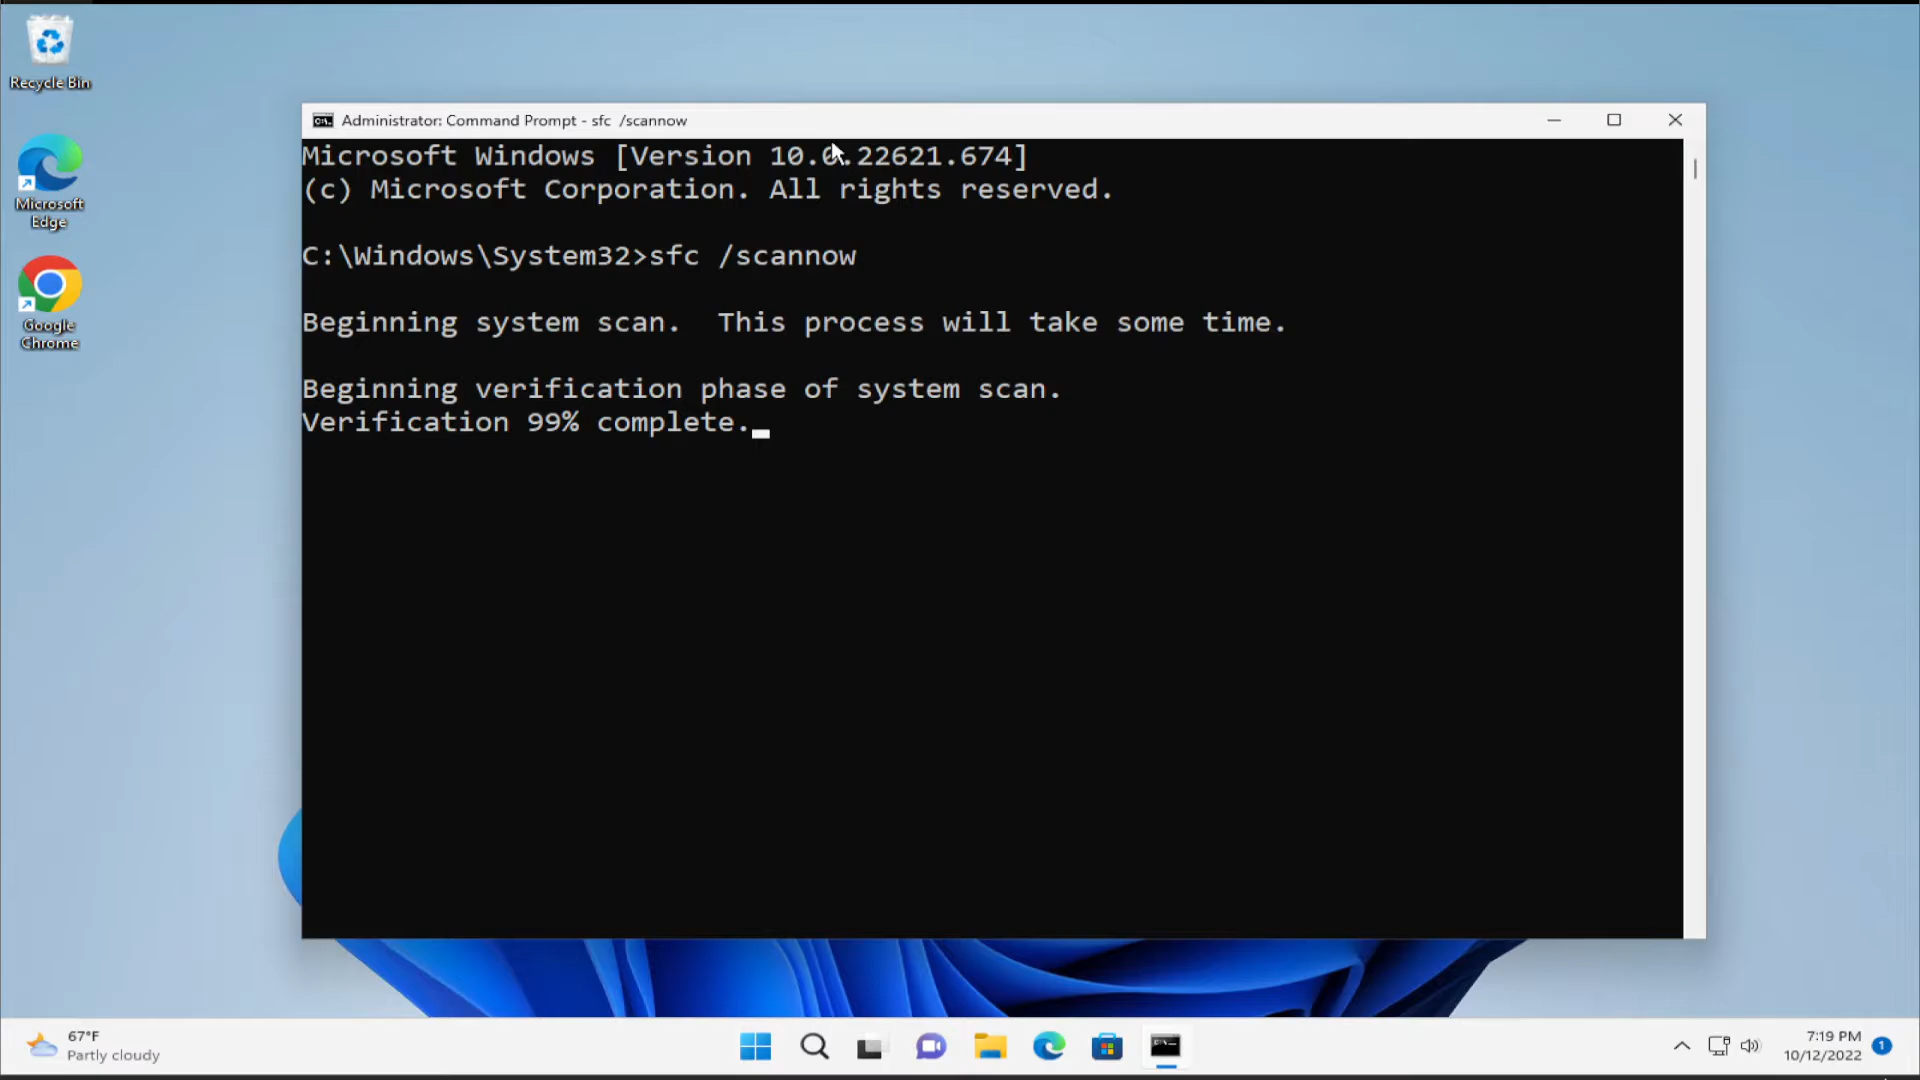 Recycle Bin
Microsoft
Edge
Google
Chrome
Administrator: Command Prompt - sfc  /scannow
Microsoft Windows [Version 10.0.22621.674]
(c) Microsoft Corporation. All rights reserved.
C:\Windows\System32>sfc /scannow
Beginning system scan.  This process will take some time.
Beginning verification phase of system scan.
Verification 99% complete.
67°F
Partly cloudy
7:19 PM
10/12/2022
1